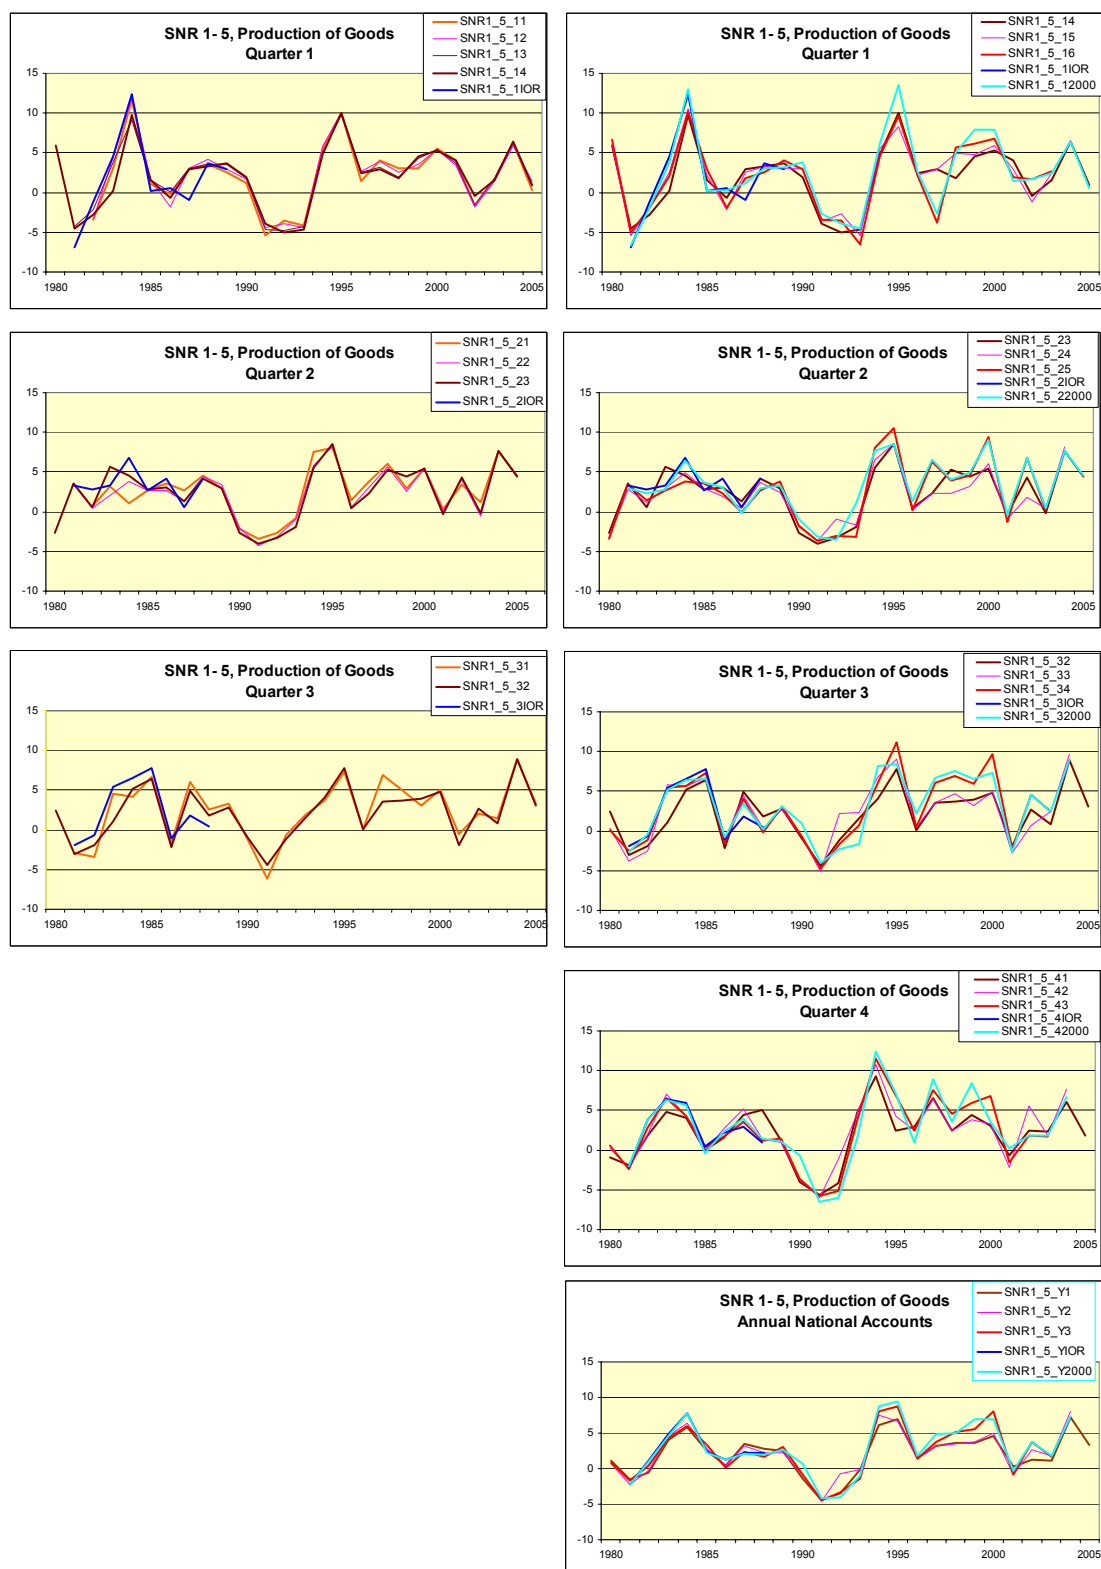 SNR 1- 5, Production of Goods
Quarter 1
SNR1_5_11
SNR1_5_12
SNR1_5_13
SNR1_5_14
SNR1_5_1IOR
15
10
5
0
-5
-10
1980 1985 1990 1995 2000 2005
SNR 1- 5, Production of Goods
Quarter 1
SNR1_5_14
SNR1_5_15
SNR1_5_16
SNR1_5_1IOR
SNR1_5_12000
15
10
5
0
-5
-10
1980 1985 1990 1995 2000 2005
SNR 1- 5, Production of Goods
Quarter 2
SNR1_5_21
SNR1_5_22
SNR1_5_23
SNR1_5_2IOR
15
10
5
0
-5
-10
1980 1985 1990 1995 2000 2005
SNR 1- 5, Production of Goods
Quarter 2
SNR1_5_23
SNR1_5_24
SNR1_5_25
SNR1_5_2IOR
SNR1_5_22000
15
10
5
0
-5
-10
1980 1985 1990 1995 2000 2005
SNR 1- 5, Production of Goods
Quarter 3
SNR1_5_31
SNR1_5_32
SNR1_5_3IOR
15
10
5
0
-5
-10
1980 1985 1990 1995 2000 2005
SNR 1- 5, Production of Goods
Quarter 3
SNR1_5_32
SNR1_5_33
SNR1_5_34
SNR1_5_3IOR
SNR1_5_32000
15
10
5
0
-5
-10
1980 1985 1990 1995 2000 2005
SNR 1- 5, Production of Goods
Quarter 4
SNR1_5_41
SNR1_5_42
SNR1_5_43
SNR1_5_4IOR
SNR1_5_42000
15
10
5
0
-5
-10
1980 1985 1990 1995 2000 2005
SNR 1- 5, Production of Goods
Annual National Accounts
SNR1_5_Y1
SNR1_5_Y2
SNR1_5_Y3
SNR1_5_YIOR
SNR1_5_Y2000
15
10
5
0
-5
-10
1980 1985 1990 1995 2000 2005